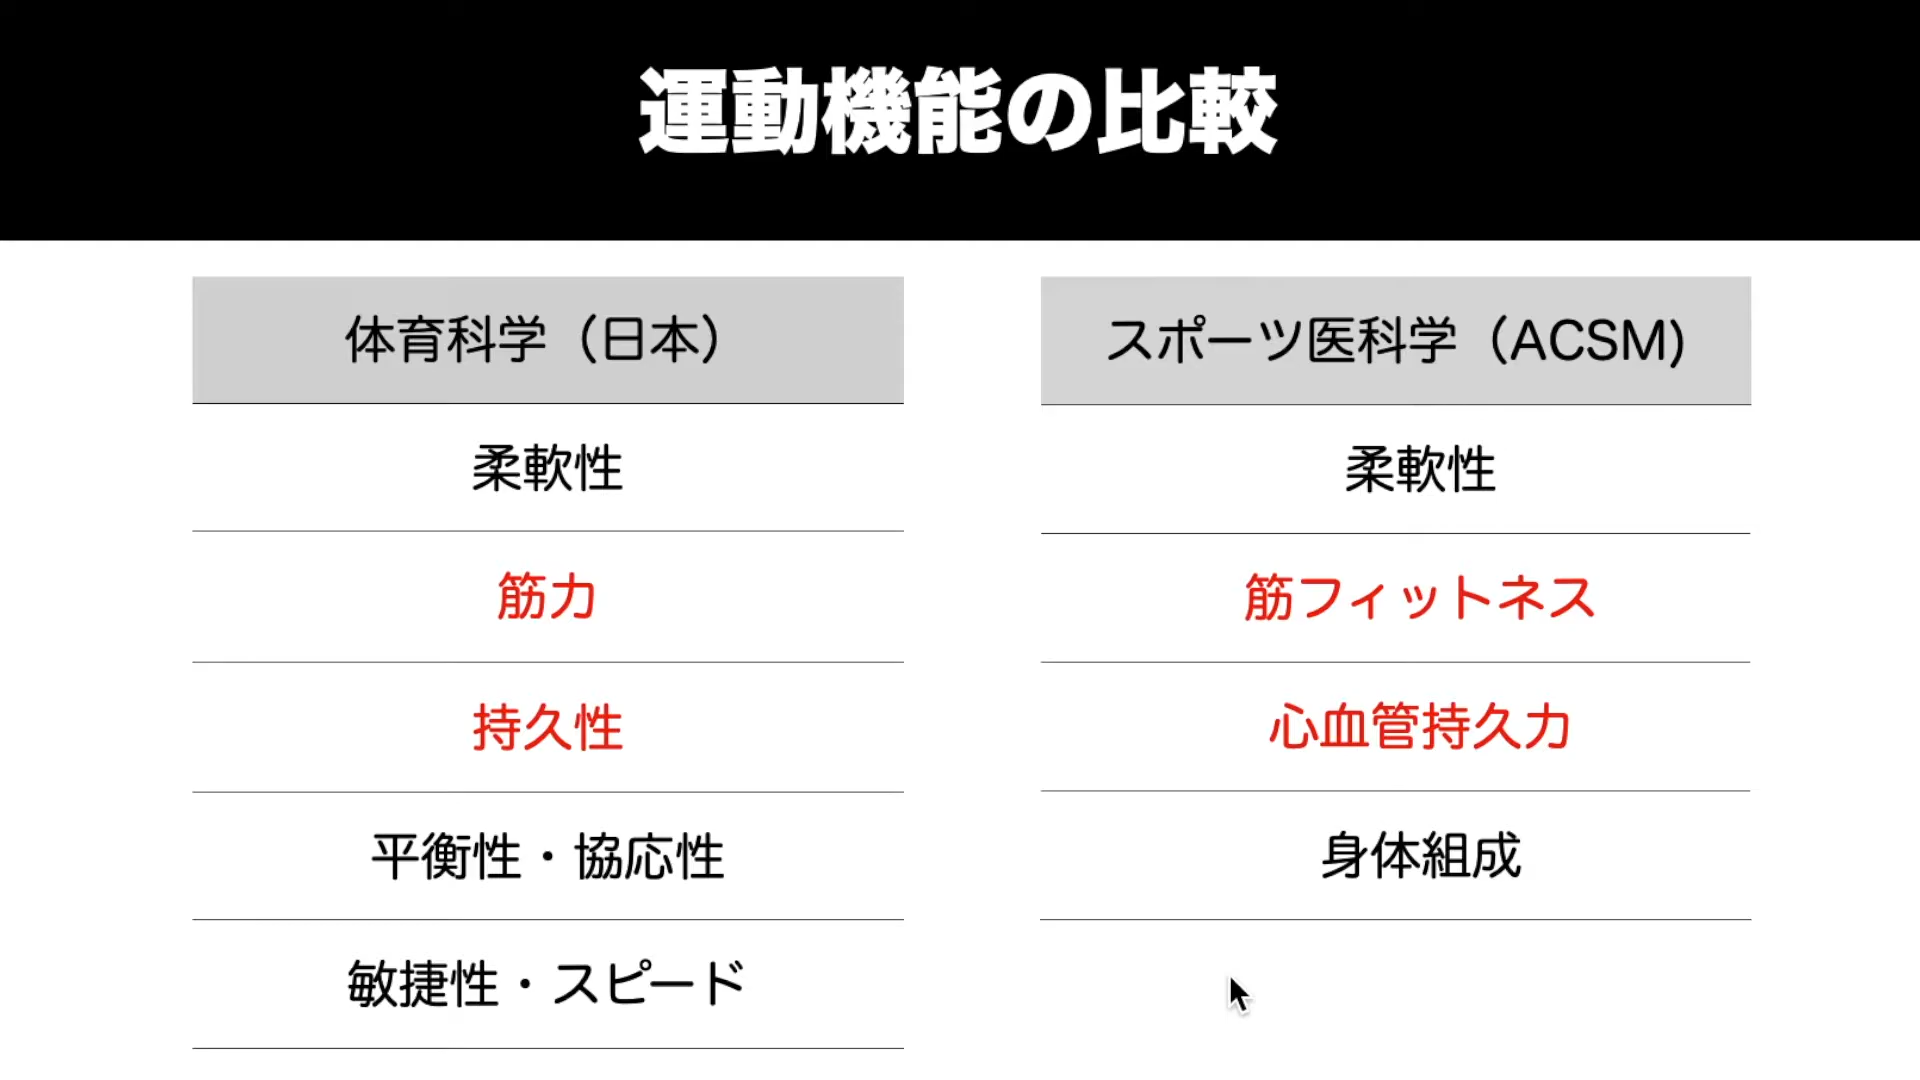 運動機能の比較
体育科学（日本）
柔軟性
筋力
持久性
平衡性・協応性
敏捷性・スピード
スポーツ医科学（ACSM)
柔軟性
筋フィットネス
心血管持久力
身体組成